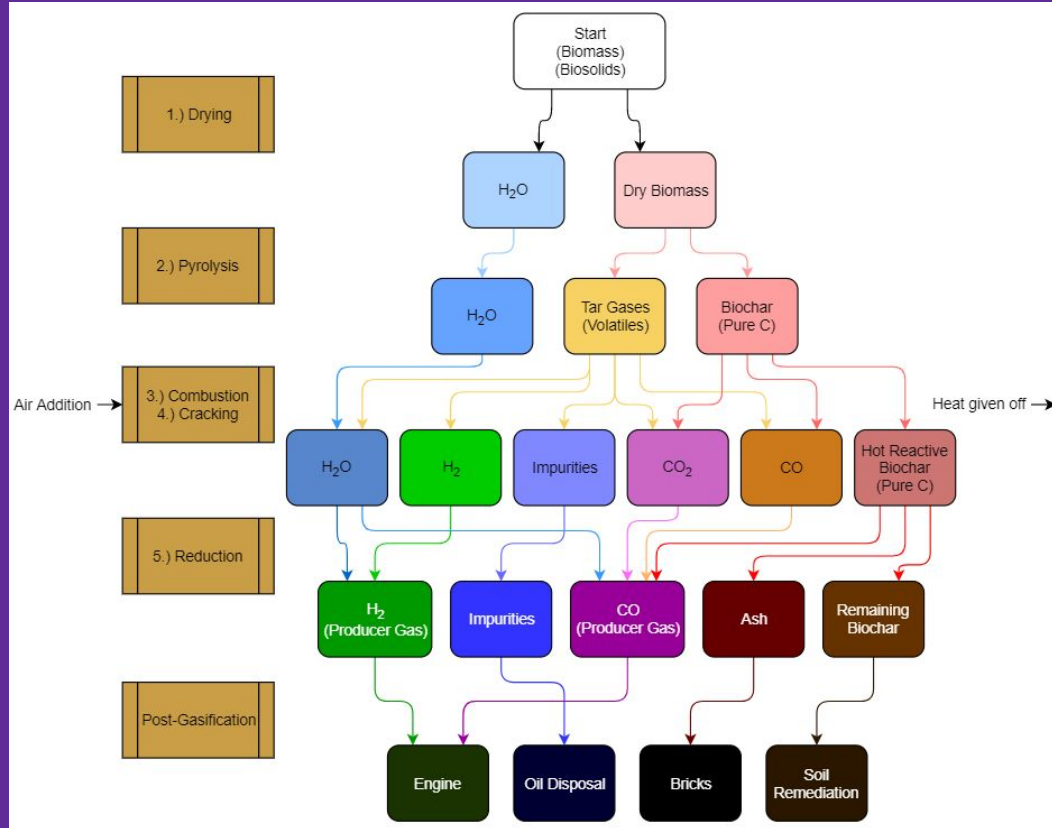 Start
(Biomass)
(Biosolids)
1.) Drying
H₂O
Dry Biomass
2.) Pyrolysis
H₂O
Tar Gases
(Volatiles)
Biochar
(Pure C)
Air Addition
3.) Combustion
4.) Cracking
Heat given off
H₂O
H₂
Impurities
CO₂
CO
Hot Reactive
Biochar
(Pure C)
5.) Reduction
H₂
(Producer Gas)
Impurities
CO
(Producer Gas)
Ash
Remaining
Biochar
Post-Gasification
Engine
Oil Disposal
Bricks
Soil
Remediation